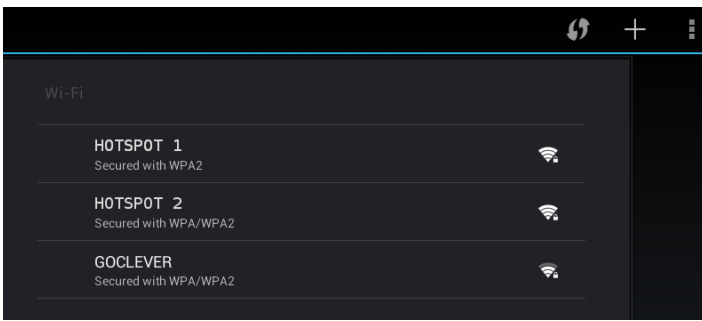 Wi-Fi
HOTSPOT 1
Secured with WPA2
HOTSPOT 2
Secured with WPA/WPA2
GOCLEVER
Secured with WPA/WPA2